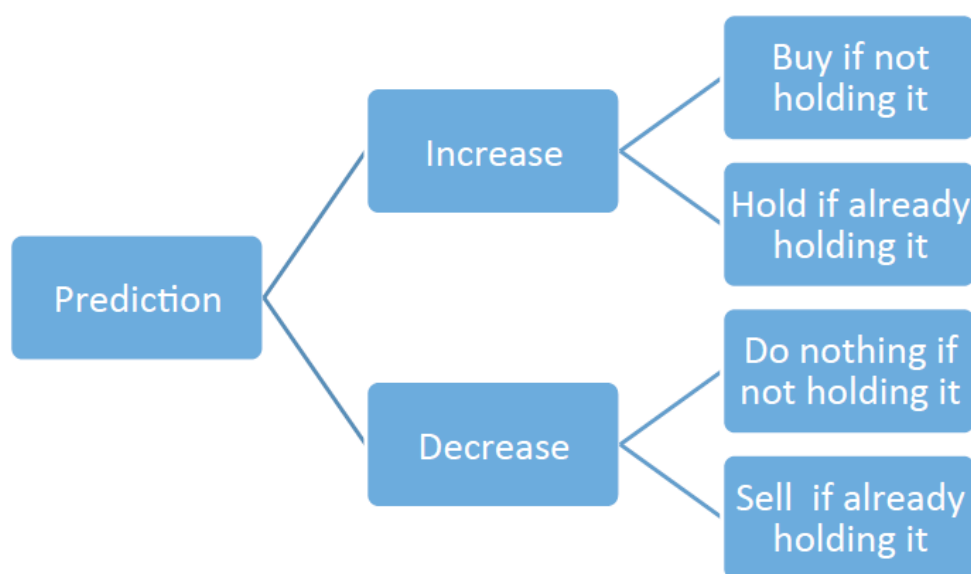 Prediction
Increase
Decrease
Buy if not
holding it
Hold if already
holding it
Do nothing if
not holding it
Sell  if already
holding it